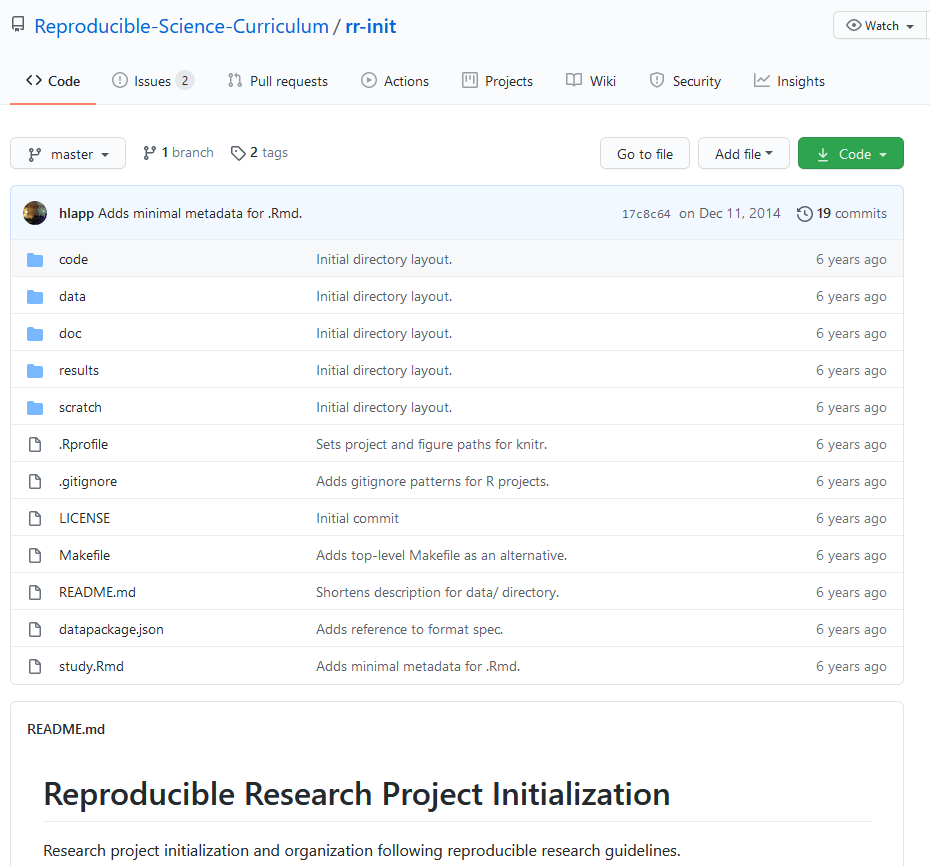 Reproducible-Science-Curriculum / rr-init Watch
Code Issues 2 Pull requests Actions Projects Wiki Security Insights
master 1 branch 2 tags Go to file Add file Code
hlapp Adds minimal metadata for .Rmd. 17c8c64 on Dec 11, 2014 19 commits
code Initial directory layout. 6 years ago
data Initial directory layout. 6 years ago
doc Initial directory layout. 6 years ago
results Initial directory layout. 6 years ago
scratch Initial directory layout. 6 years ago
.Rprofile Sets project and figure paths for knitr. 6 years ago
.gitignore Adds gitignore patterns for R projects. 6 years ago
LICENSE Initial commit 6 years ago
Makefile Adds top-level Makefile as an alternative. 6 years ago
README.md Shortens description for data/ directory. 6 years ago
datapackage.json Adds reference to format spec. 6 years ago
study.Rmd Adds minimal metadata for .Rmd. 6 years ago
README.md
Reproducible Research Project Initialization
Research project initialization and organization following reproducible research guidelines.